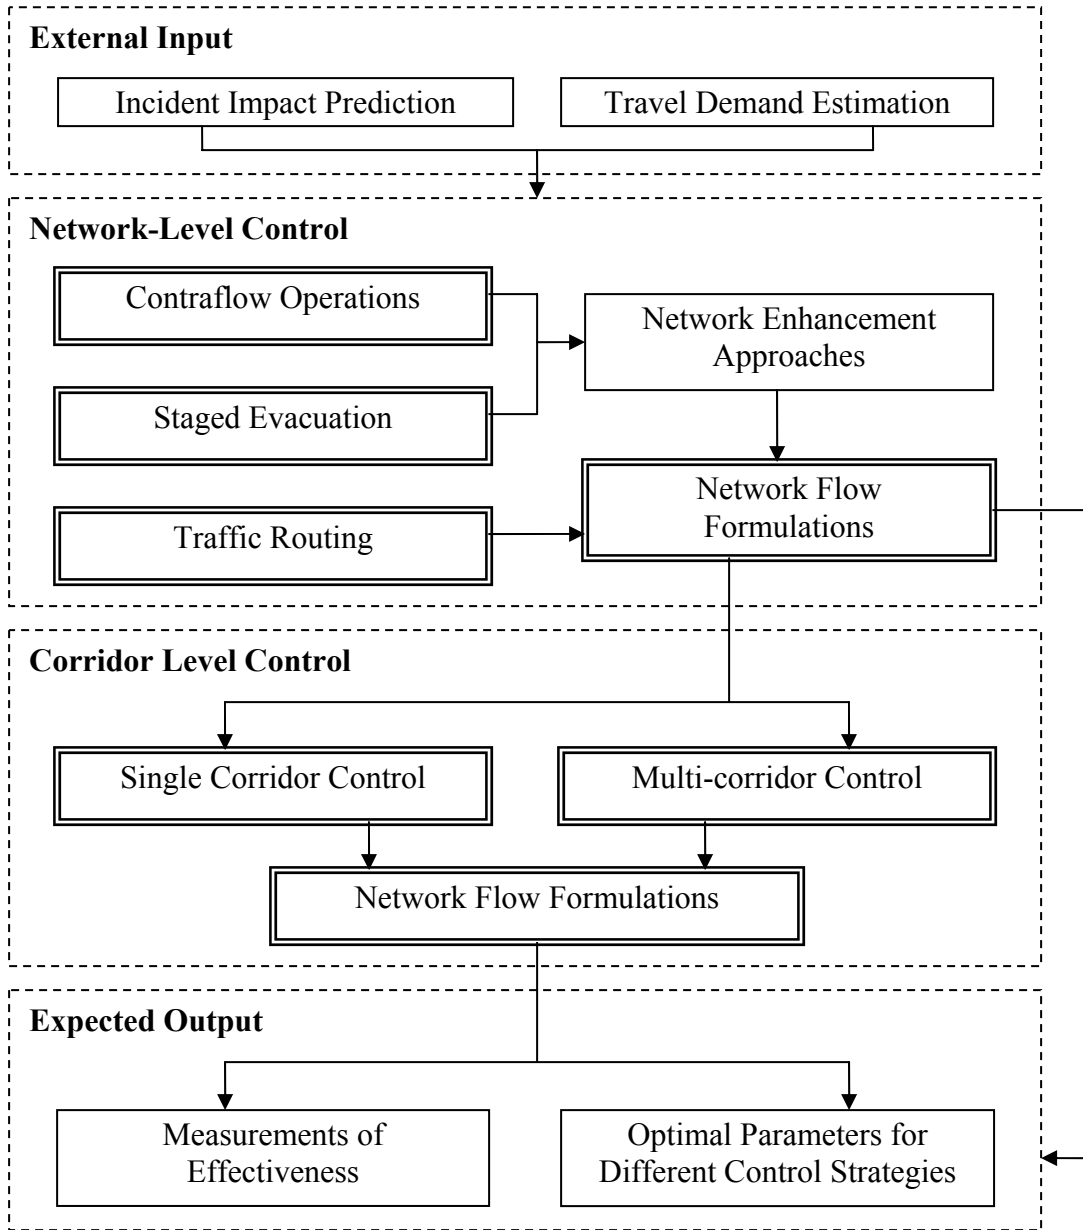 External Input
Incident Impact Prediction
Travel Demand Estimation
Network-Level Control
Contraflow Operations
Network Enhancement
Approaches
Staged Evacuation
Network Flow
Formulations
Traffic Routing
Corridor Level Control
Single Corridor Control
Multi-corridor Control
Network Flow Formulations
Expected Output
Measurements of
Effectiveness
Optimal Parameters for
Different Control Strategies